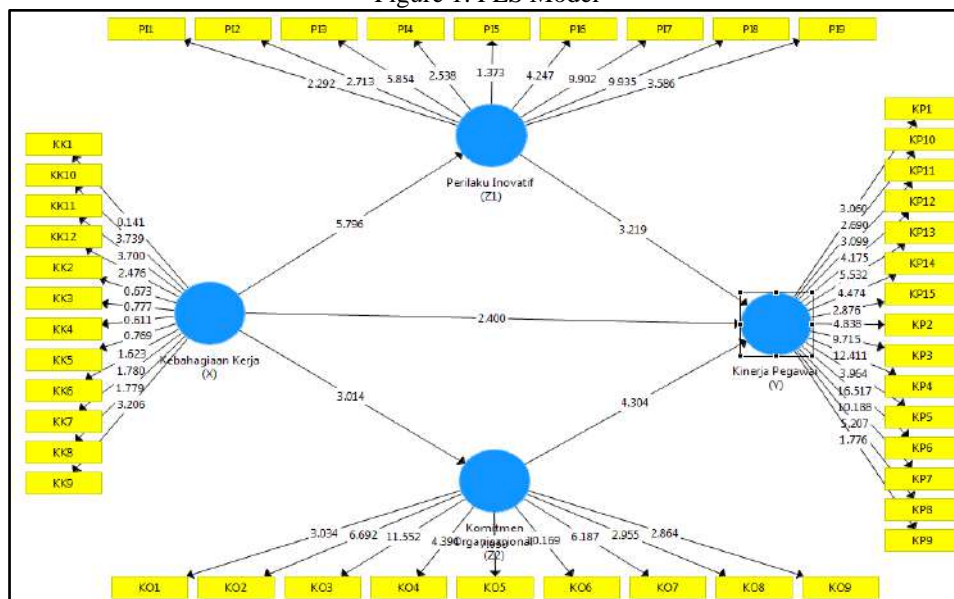 Figure 1. PLS Model
PI1 PI2 PI3 PI4 PI5 PI6 PI7 PI8 PI9
2.292 2.713 5.854 2.538 1.373 4.247 9.902 9.935 3.586
Perilaku Inovatif
(Z1)
KK1
KK10
KK11
KK12
KK2
KK3
KK4
KK5
KK6
KK7
KK8
KK9
0.141
3.739
3.700
2.476
0.673
0.777
0.611
0.769
1.623
1.780
1.779
3.206
Kebahagiaan Kerja
(X)
5.796
2.400
3.014
3.219
4.304
Kinerja Pegawai
(Y)
3.060
2.690
3.099
4.175
5.532
4.474
2.876
4.838
9.715
12.411
3.954
16.517
10.188
5.207
1.776
KP1
KP10
KP11
KP12
KP13
KP14
KP15
KP2
KP3
KP4
KP5
KP6
KP7
KP8
KP9
Komitmen
Organisasional
(Z2)
3.034 6.692 11.552 4.394 10.169 6.187 2.955 2.864
KO1 KO2 KO3 KO4 KO5 KO6 KO7 KO8 KO9